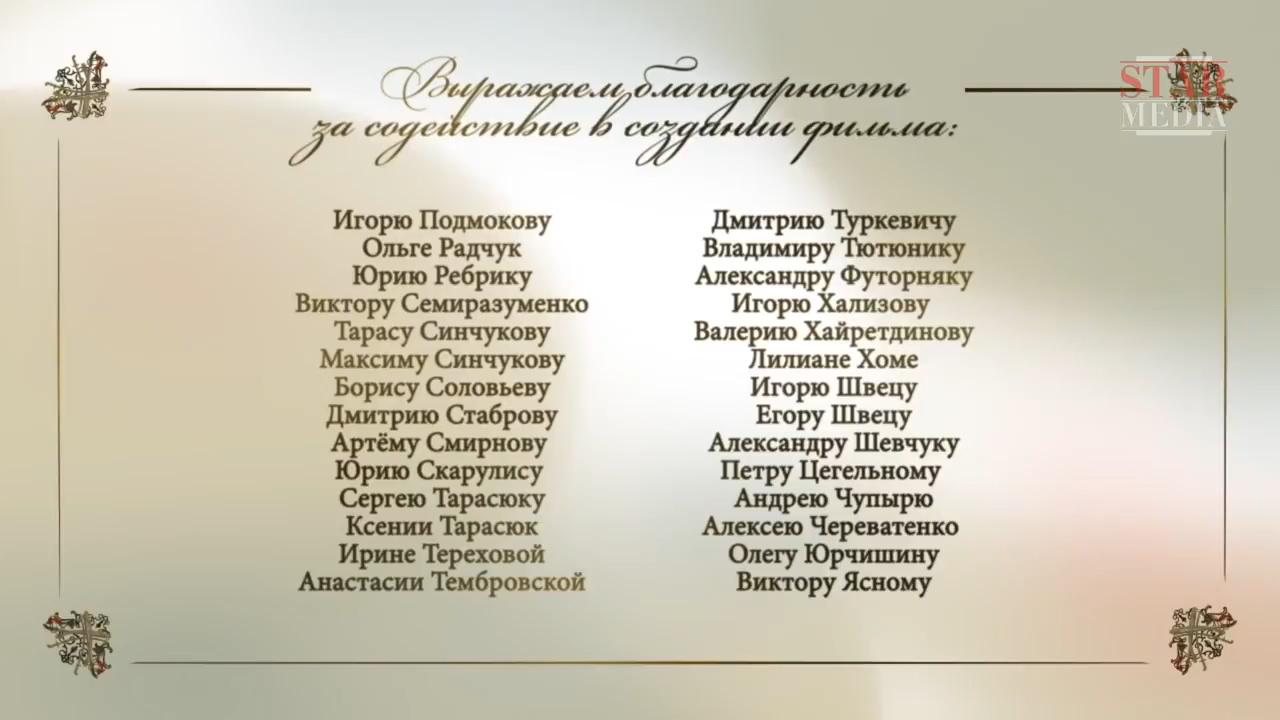 Выражаем благодарность
за содействие в создании фильма:
STAR
MEDIA
Игорю Подмокову
Ольге Радчук
Юрию Ребрику
Виктору Семиразуменко
Тарасу Синчукову
Максиму Синчукову
Борису Соловьеву
Дмитрию Стаброву
Артёму Смирнову
Юрию Скарулису
Сергею Тарасюку
Ксении Тарасюк
Ирине Тереховой
Анастасии Тембровской
Дмитрию Туркевичу
Владимиру Тютюнику
Александру Футорняку
Игорю Хализову
Валерию Хайретдинову
Лилиане Хоме
Игорю Швецу
Егору Швецу
Александру Шевчуку
Петру Цегельному
Андрею Чупырю
Алексею Череватенко
Олегу Юрчишину
Виктору Ясному